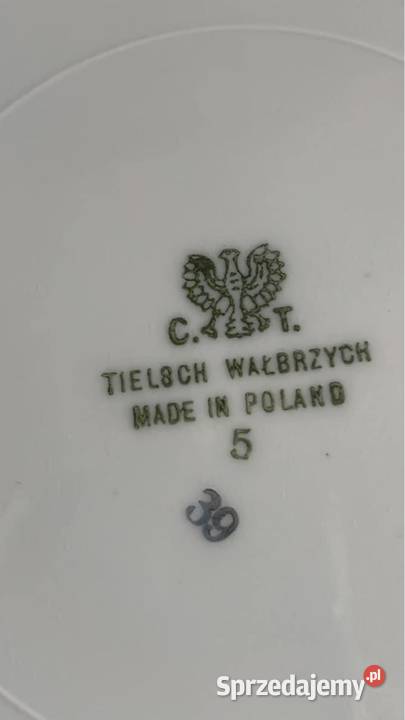 C. T.
TIELSCH WAŁBRZYCH
MADE IN POLAND
5
39
Sprzedajemy.pl